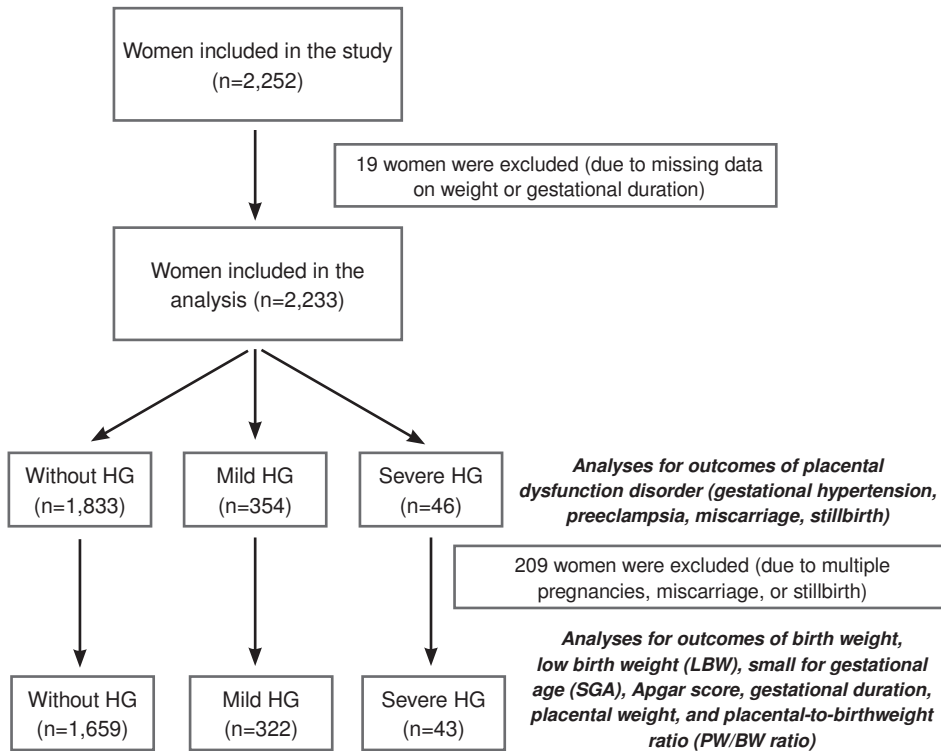 Women included in the study
(n=2,252)
19 women were excluded (due to missing data
on weight or gestational duration)
Women included in the
analysis (n=2,233)
Without HG
(n=1,833)
Mild HG
(n=354)
Severe HG
(n=46)
Analyses for outcomes of placental
dysfunction disorder (gestational hypertension,
preeclampsia, miscarriage, stillbirth)
209 women were excluded (due to multiple
pregnancies, miscarriage, or stillbirth)
Without HG
(n=1,659)
Mild HG
(n=322)
Severe HG
(n=43)
Analyses for outcomes of birth weight,
low birth weight (LBW), small for gestational
age (SGA), Apgar score, gestational duration,
placental weight, and placental-to-birthweight
ratio (PW/BW ratio)